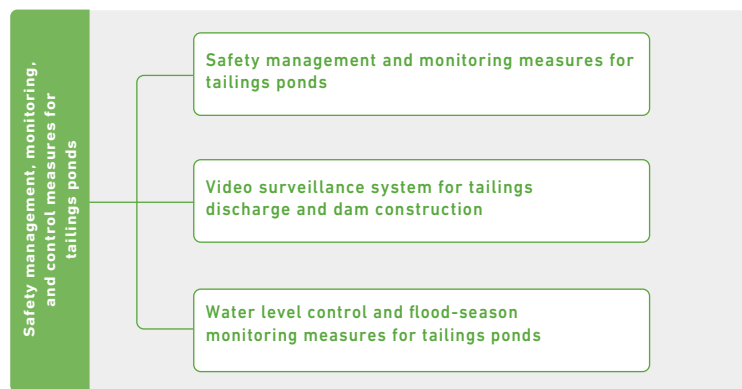 Safety management, monitoring,
and control measures for
tailings ponds
Safety management and monitoring measures for
tailings ponds
Video surveillance system for tailings
discharge and dam construction
Water level control and flood-season
monitoring measures for tailings ponds